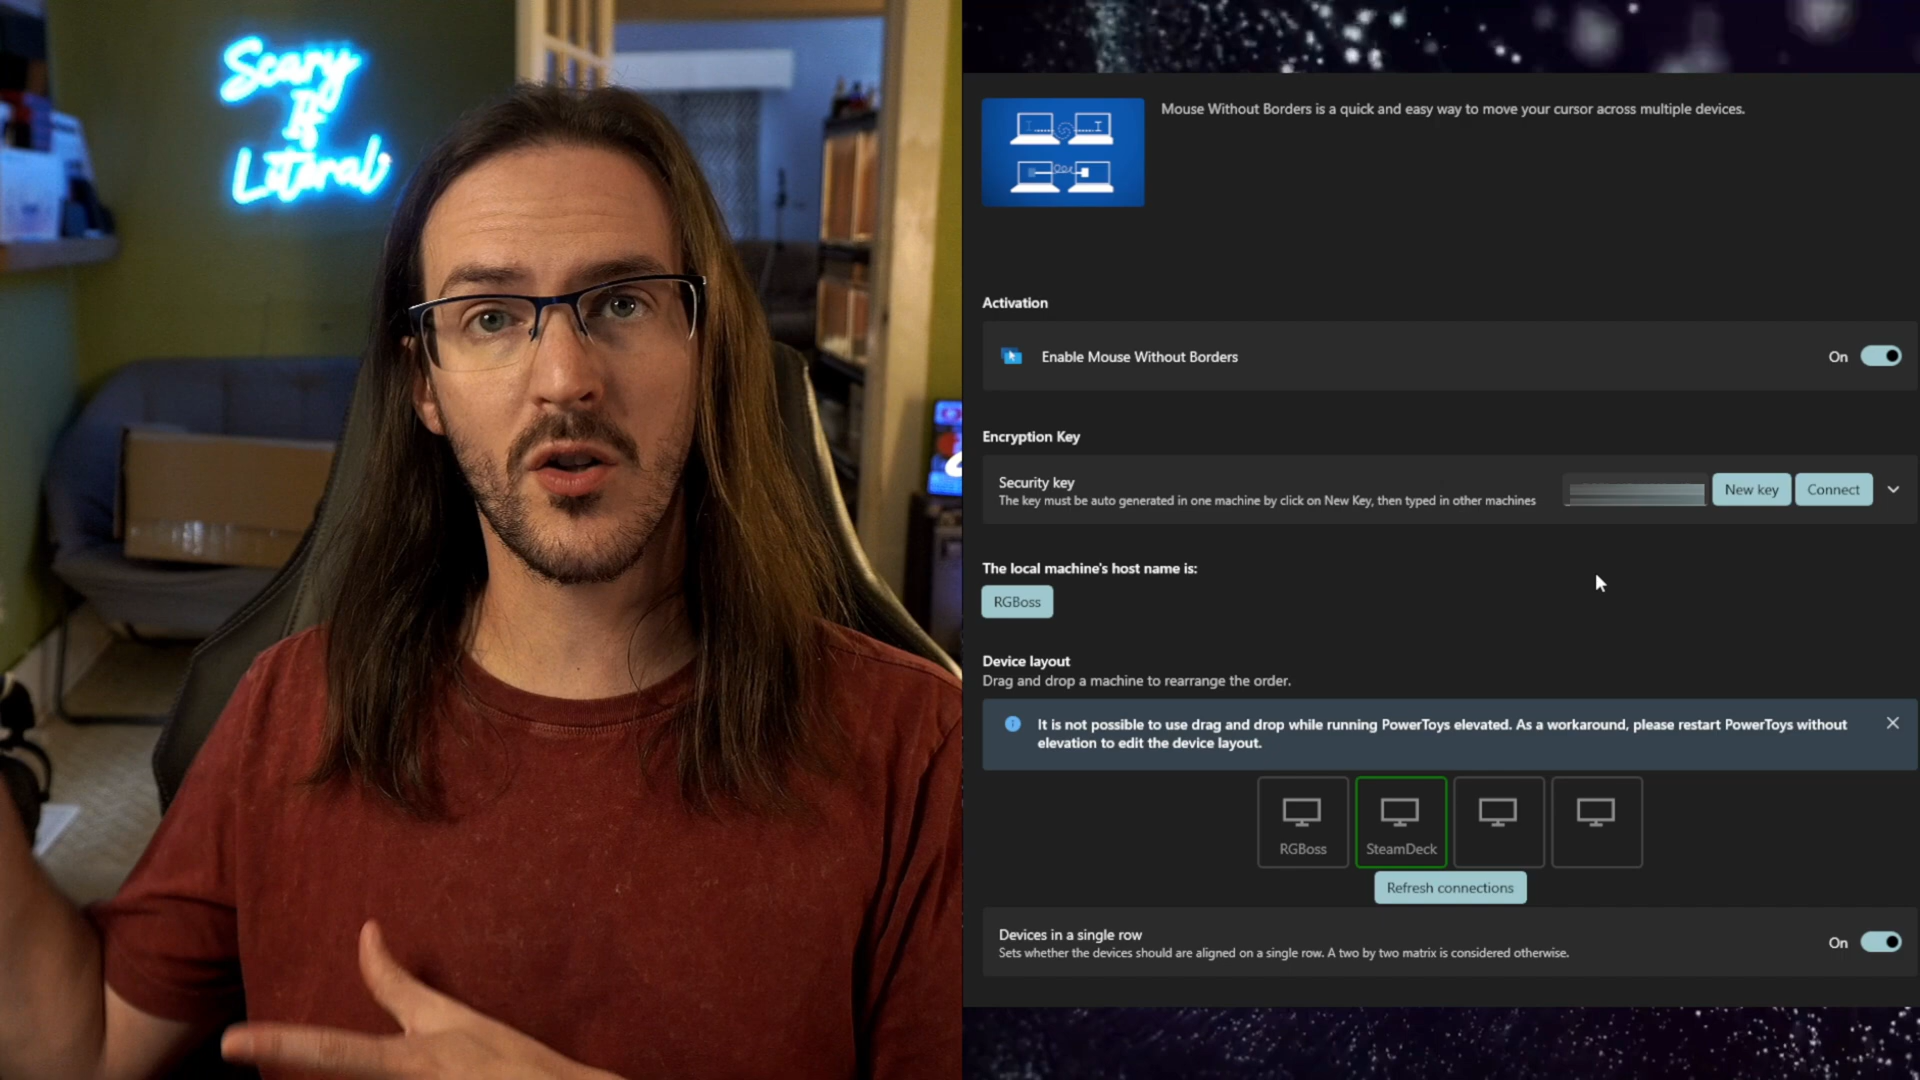 Scary
Is
Literal
Mouse Without Borders is a quick and easy way to move your cursor across multiple devices.
Activation
Enable Mouse Without Borders
On
Encryption Key
Security key
The key must be auto generated in one machine by click on New Key, then typed in other machines
New key
Connect
The local machine's host name is:
RGBoss
Device layout
Drag and drop a machine to rearrange the order.
It is not possible to use drag and drop while running PowerToys elevated. As a workaround, please restart PowerToys without
elevation to edit the device layout.
RGBoss
SteamDeck
Refresh connections
Devices in a single row
Sets whether the devices should are aligned on a single row. A two by two matrix is considered otherwise.
On